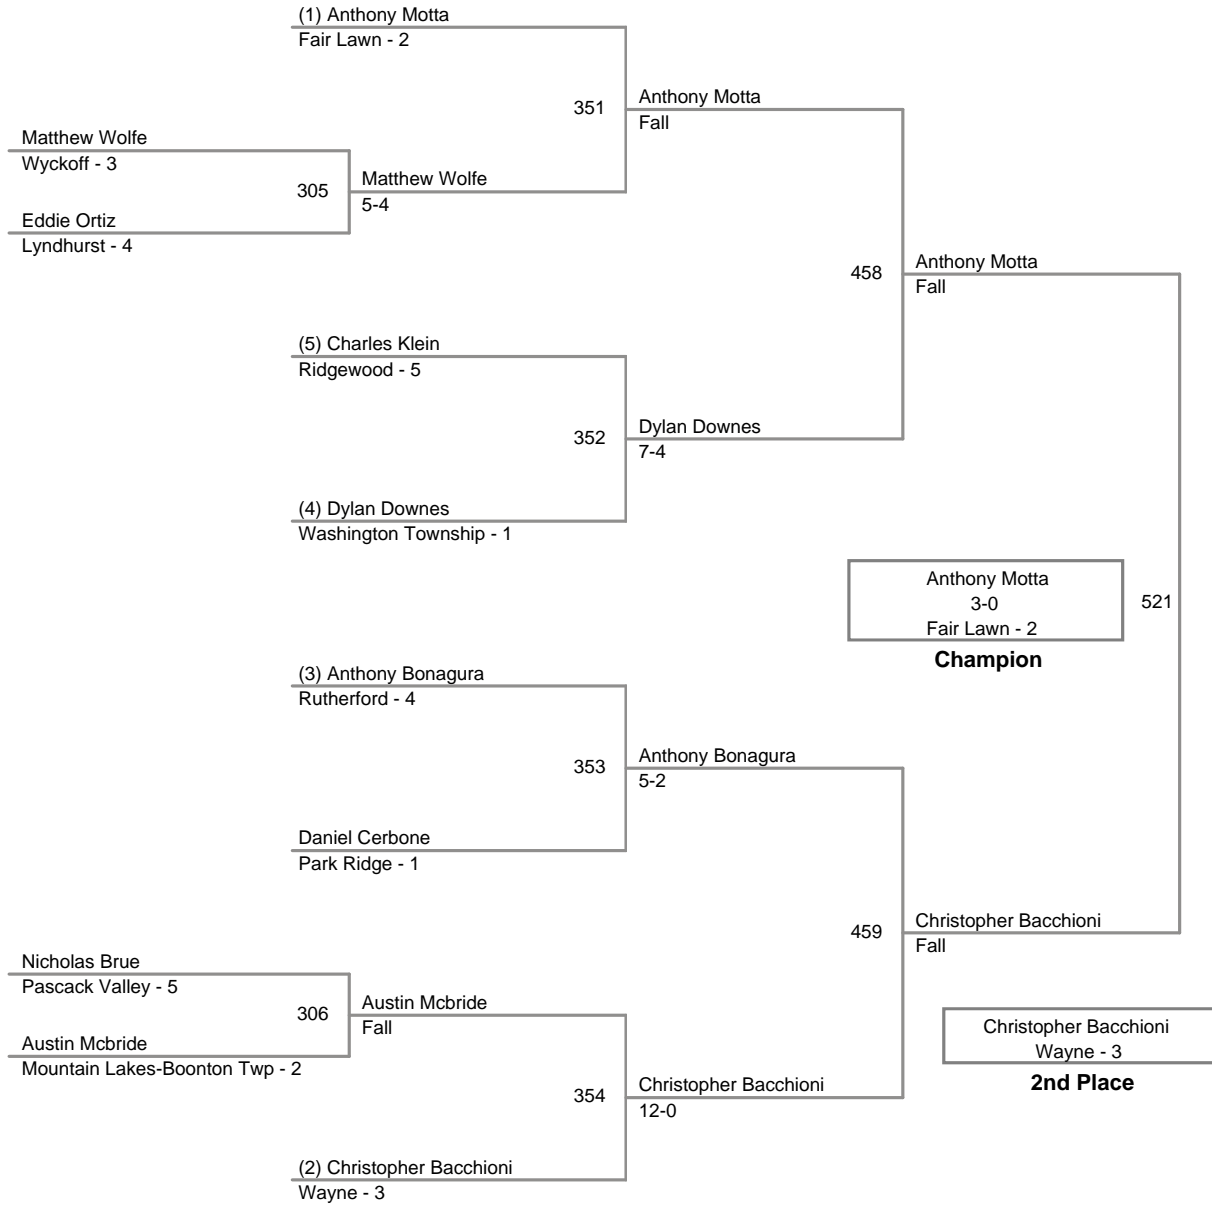 (1) Anthony Motta
Fair Lawn - 2
351
Anthony Motta
Fall
Matthew Wolfe
Wyckoff - 3
305
Matthew Wolfe
5-4
Eddie Ortiz
Lyndhurst - 4
458
Anthony Motta
Fall
(5) Charles Klein
Ridgewood - 5
352
Dylan Downes
7-4
(4) Dylan Downes
Washington Township - 1
Anthony Motta
3-0
Fair Lawn - 2
Champion
521
(3) Anthony Bonagura
Rutherford - 4
353
Anthony Bonagura
5-2
Daniel Cerbone
Park Ridge - 1
459
Christopher Bacchioni
Fall
Nicholas Brue
Pascack Valley - 5
306
Austin Mcbride
Fall
Austin Mcbride
Mountain Lakes-Boonton Twp - 2
Christopher Bacchioni
Wayne - 3
2nd Place
354
Christopher Bacchioni
12-0
(2) Christopher Bacchioni
Wayne - 3